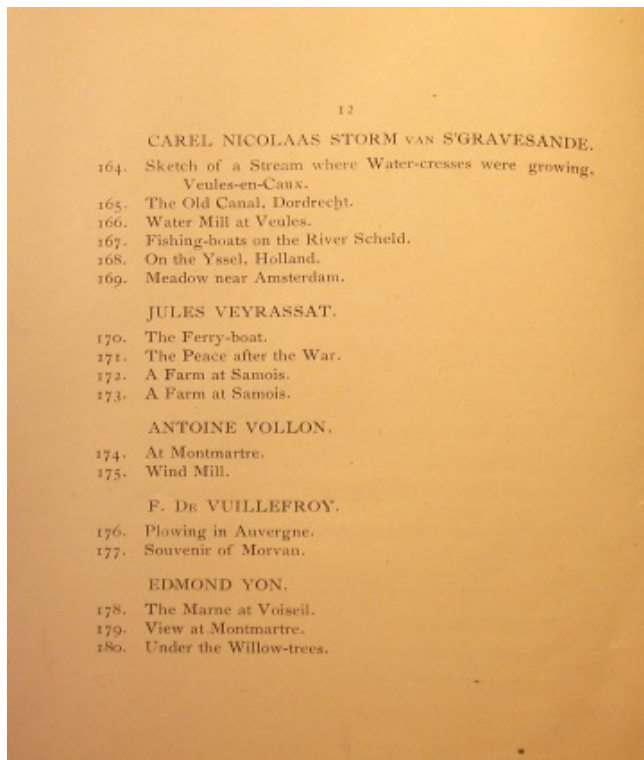 12
CAREL NICOLAAS STORM VAN S'GRAVESANDE.
164. Sketch of a Stream where Water-cresses were growing,
Veules-en-Caux.
165. The Old Canal, Dordrecht.
166. Water Mill at Veules.
167. Fishing-boats on the River Scheld.
168. On the Yssel, Holland.
169. Meadow near Amsterdam.
JULES VEYRASSAT.
170. The Ferry-boat.
171. The Peace after the War.
172. A Farm at Samois.
173. A Farm at Samois.
ANTOINE VOLLON.
174. At Montmartre.
175. Wind Mill.
F. DE VUILLEFROY.
176. Plowing in Auvergne.
177. Souvenir of Morvan.
EDMOND YON.
178. The Marne at Voiseil.
179. View at Montmartre.
180. Under the Willow-trees.